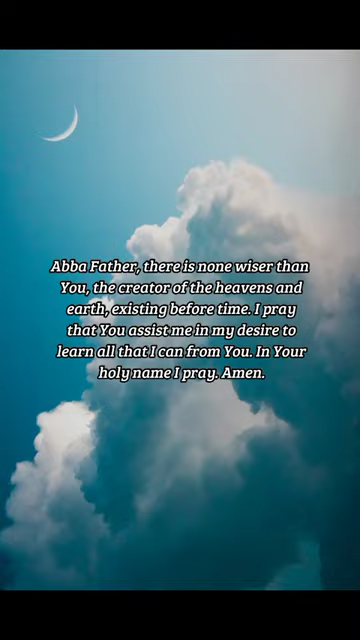 Abba Father, there is none wiser than
You, the creator of the heavens and
earth, existing before time. I pray
that You assist me in my desire to
learn all that I can from You. In Your
holy name I pray. Amen.